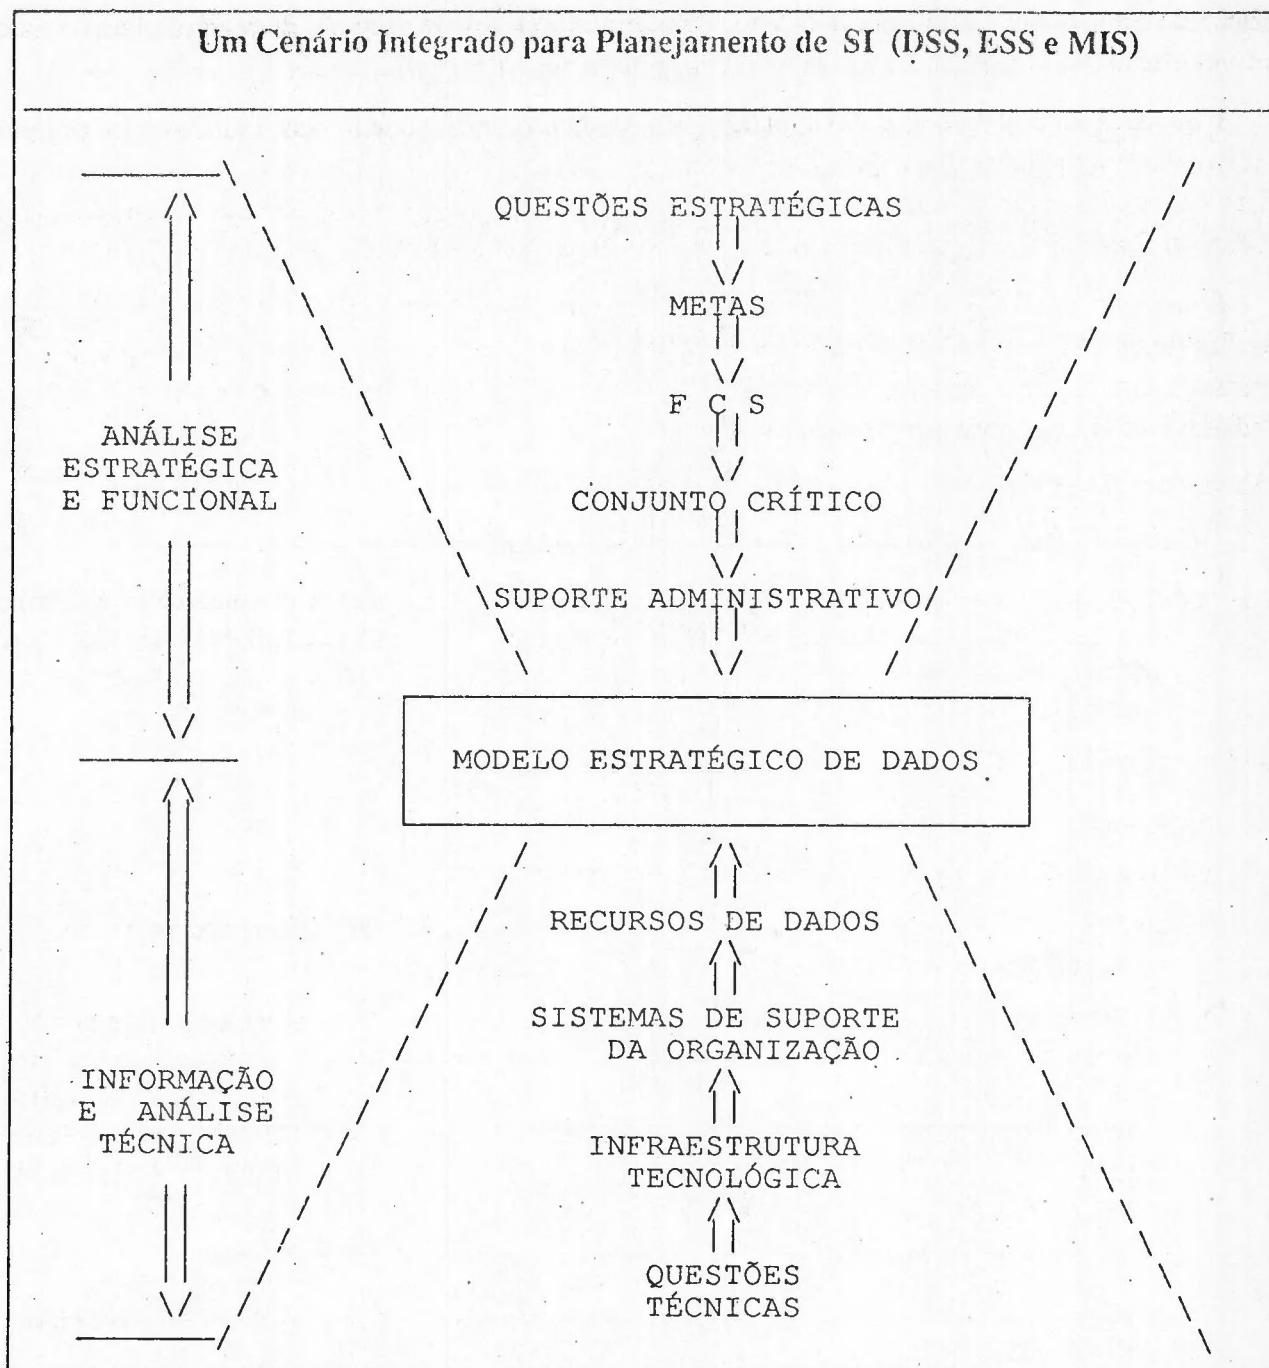 Um Cenário Integrado para Planejamento de SI (DSS, ESS e MIS)
QUESTÕES ESTRATÉGICAS
METAS
F C S
ANÁLISE
ESTRATÉGICA
E FUNCIONAL
CONJUNTO CRÍTICO
SUPORTE ADMINISTRATIVO
MODELO ESTRATÉGICO DE DADOS
RECURSOS DE DADOS
SISTEMAS DE SUPORTE
DA ORGANIZAÇÃO
INFORMAÇÃO
E ANÁLISE
TÉCNICA
INFRAESTRUTURA
TECNOLÓGICA
QUESTÕES
TÉCNICAS